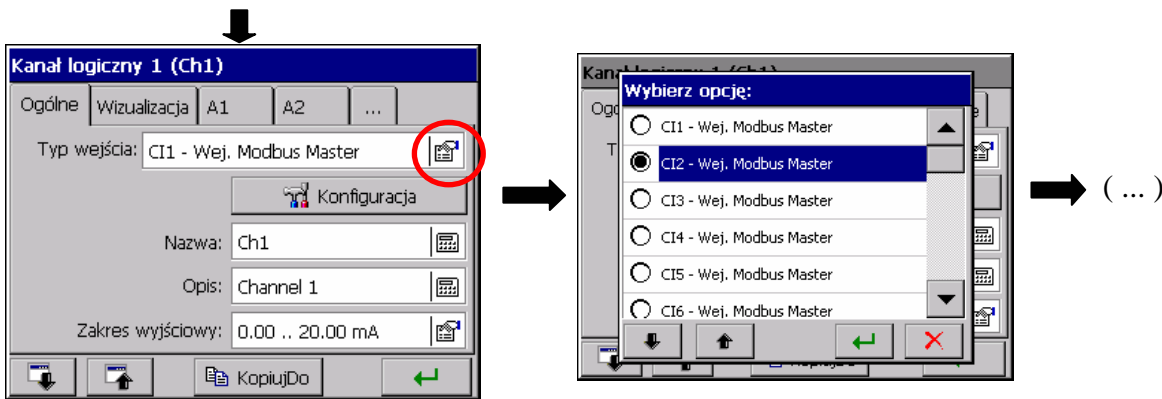 Kanał logiczny 1 (Ch1)
Ogólne Wizualizacja A1 A2 ...
Typ wejścia: CI1 - Wej. Modbus Master
Konfiguracja
Nazwa: Ch1
Opis: Channel 1
Zakres wyjściowy: 0.00 .. 20.00 mA
KopiujDo
Wybierz opcję:
CI1 - Wej. Modbus Master
CI2 - Wej. Modbus Master
CI3 - Wej. Modbus Master
CI4 - Wej. Modbus Master
CI5 - Wej. Modbus Master
CI6 - Wej. Modbus Master
( ... )